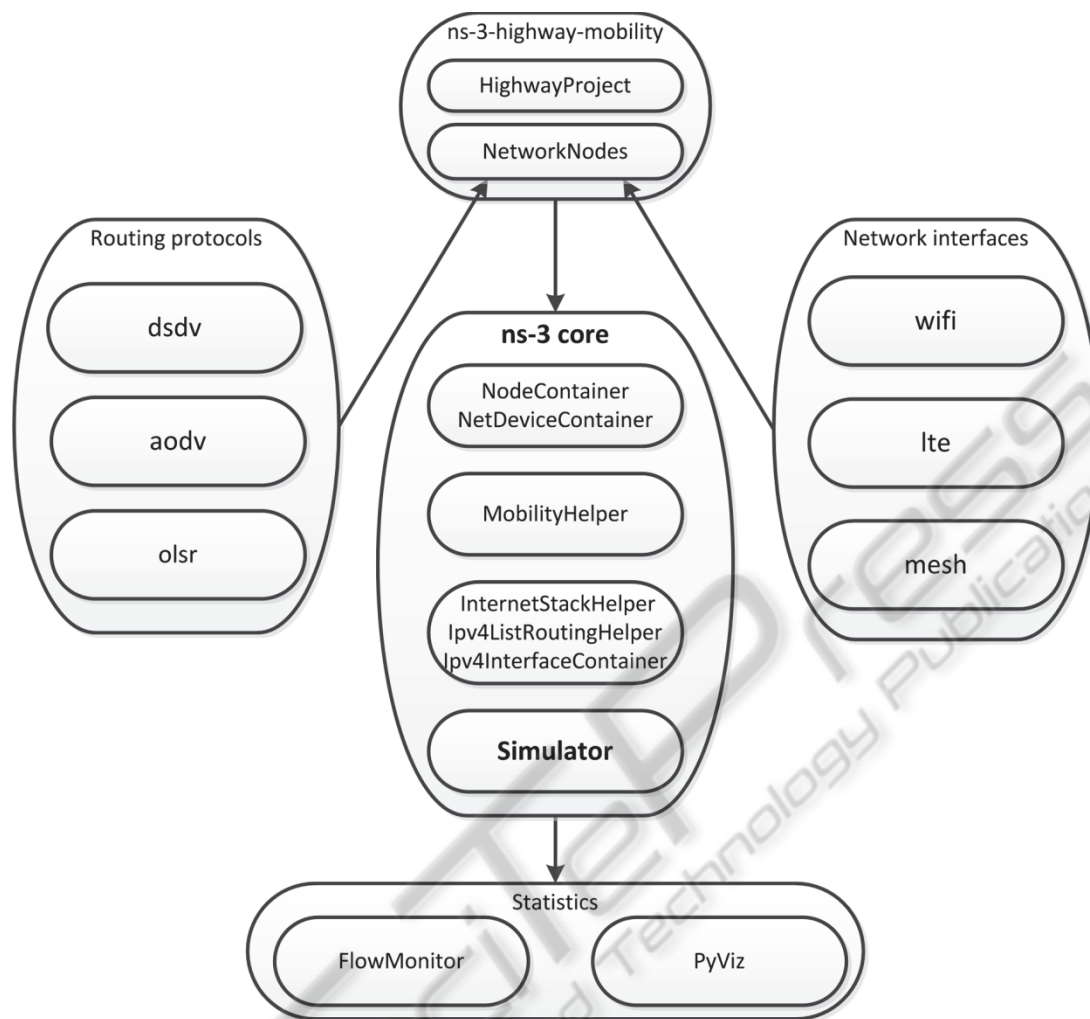 ns-3-highway-mobility
HighwayProject
NetworkNodes
Routing protocols
dsdv
aodv
olsr
ns-3 core
NodeContainer
NetDeviceContainer
MobilityHelper
InternetStackHelper
Ipv4ListRoutingHelper
Ipv4InterfaceContainer
Simulator
Network interfaces
wifi
lte
mesh
Statistics
FlowMonitor
PyViz